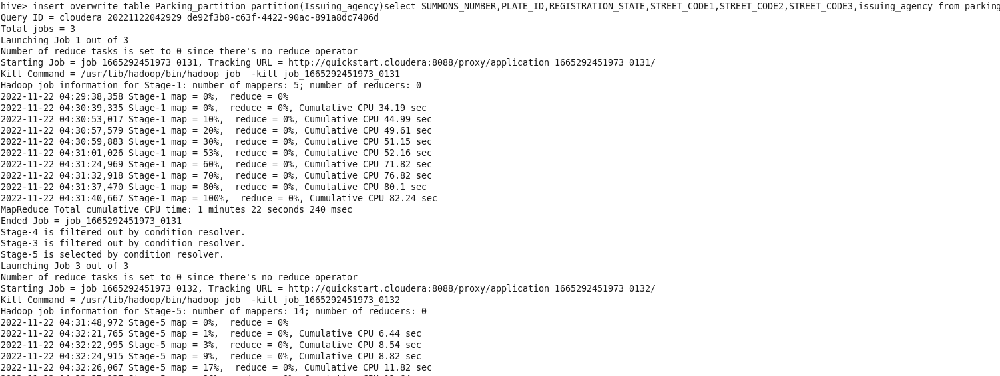 hive> insert overwrite table Parking_partition partition(Issuing_agency)select SUMMONS_NUMBER,PLATE_ID,REGISTRATION_STATE,STREET_CODE1,STREET_CODE2,STREET_CODE3,issuing_agency from parking
Query ID = cloudera_20221122042929_de92f3b8-c63f-4422-90ac-891a8dc7406d
Total jobs = 3
Launching Job 1 out of 3
Number of reduce tasks is set to 0 since there's no reduce operator
Starting Job = job_1665292451973_0131, Tracking URL = http://quickstart.cloudera:8088/proxy/application_1665292451973_0131/
Kill Command = /usr/lib/hadoop/bin/hadoop job  -kill job_1665292451973_0131
Hadoop job information for Stage-1: number of mappers: 5; number of reducers: 0
2022-11-22 04:29:38,358 Stage-1 map = 0%,  reduce = 0%
2022-11-22 04:30:39,335 Stage-1 map = 0%,  reduce = 0%, Cumulative CPU 34.19 sec
2022-11-22 04:30:53,017 Stage-1 map = 10%,  reduce = 0%, Cumulative CPU 44.99 sec
2022-11-22 04:30:57,579 Stage-1 map = 20%,  reduce = 0%, Cumulative CPU 49.61 sec
2022-11-22 04:30:59,883 Stage-1 map = 30%,  reduce = 0%, Cumulative CPU 51.15 sec
2022-11-22 04:31:01,026 Stage-1 map = 53%,  reduce = 0%, Cumulative CPU 52.16 sec
2022-11-22 04:31:24,969 Stage-1 map = 60%,  reduce = 0%, Cumulative CPU 71.82 sec
2022-11-22 04:31:32,918 Stage-1 map = 70%,  reduce = 0%, Cumulative CPU 76.82 sec
2022-11-22 04:31:37,470 Stage-1 map = 80%,  reduce = 0%, Cumulative CPU 80.1 sec
2022-11-22 04:31:40,667 Stage-1 map = 100%,  reduce = 0%, Cumulative CPU 82.24 sec
MapReduce Total cumulative CPU time: 1 minutes 22 seconds 240 msec
Ended Job = job_1665292451973_0131
Stage-4 is filtered out by condition resolver.
Stage-3 is filtered out by condition resolver.
Stage-5 is selected by condition resolver.
Launching Job 3 out of 3
Number of reduce tasks is set to 0 since there's no reduce operator
Starting Job = job_1665292451973_0132, Tracking URL = http://quickstart.cloudera:8088/proxy/application_1665292451973_0132/
Kill Command = /usr/lib/hadoop/bin/hadoop job  -kill job_1665292451973_0132
Hadoop job information for Stage-5: number of mappers: 14; number of reducers: 0
2022-11-22 04:31:48,972 Stage-5 map = 0%,  reduce = 0%
2022-11-22 04:32:21,765 Stage-5 map = 1%,  reduce = 0%, Cumulative CPU 6.44 sec
2022-11-22 04:32:22,995 Stage-5 map = 3%,  reduce = 0%, Cumulative CPU 8.54 sec
2022-11-22 04:32:24,915 Stage-5 map = 9%,  reduce = 0%, Cumulative CPU 8.82 sec
2022-11-22 04:32:26,067 Stage-5 map = 17%,  reduce = 0%, Cumulative CPU 11.82 sec